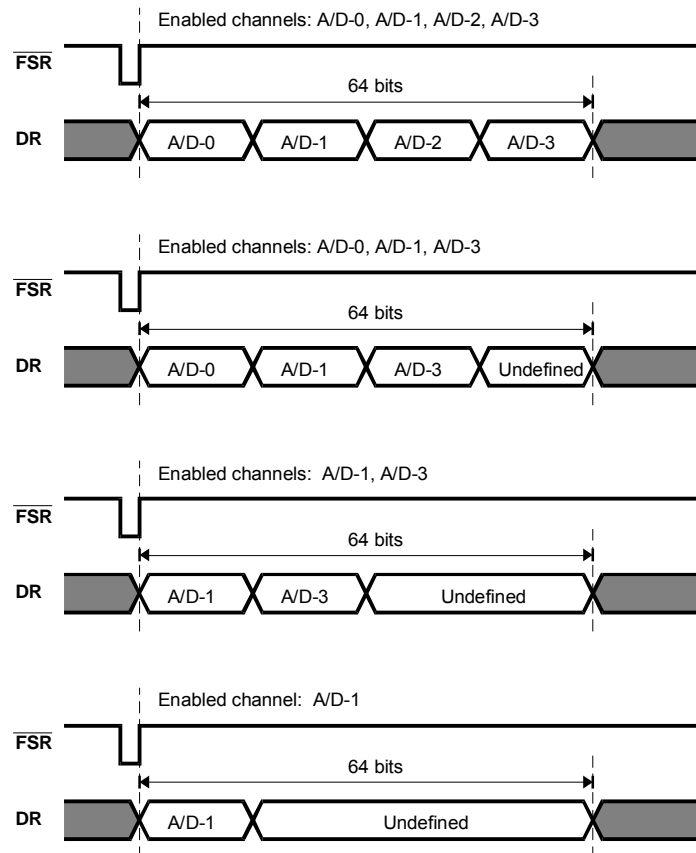 Enabled channels: A/D-0, A/D-1, A/D-2, A/D-3
FSR
64 bits
DR A/D-0 A/D-1 A/D-2 A/D-3
Enabled channels: A/D-0, A/D-1, A/D-3
FSR
64 bits
DR A/D-0 A/D-1 A/D-3 Undefined
Enabled channels: A/D-1, A/D-3
FSR
64 bits
DR A/D-1 A/D-3 Undefined
Enabled channel: A/D-1
FSR
64 bits
DR A/D-1 Undefined